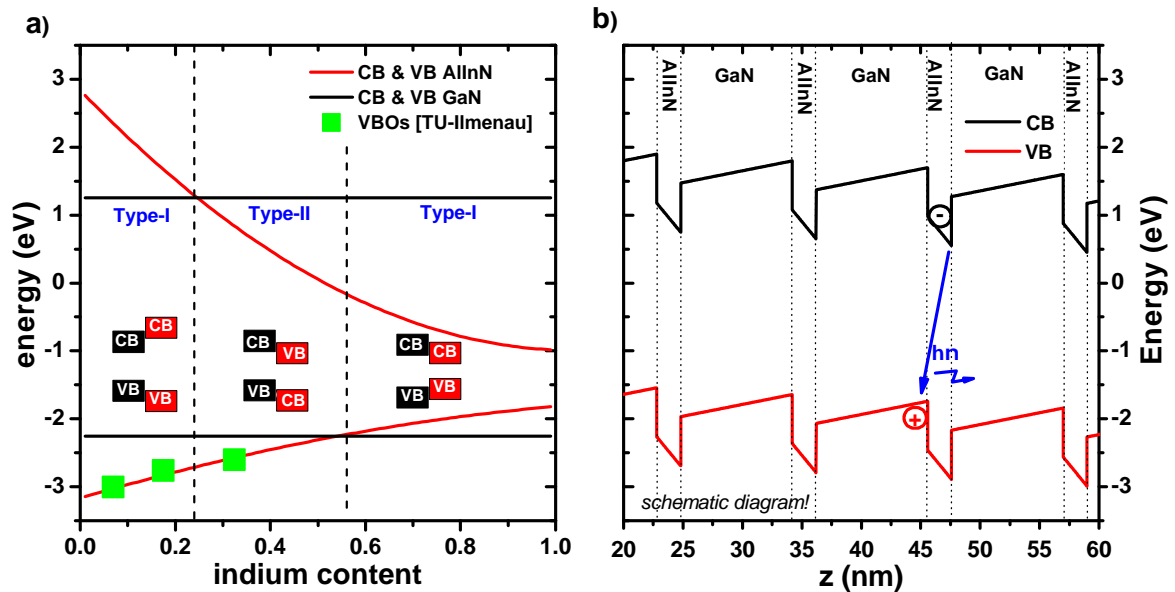 a)
energy (eV)
3
2
1
0
-1
-2
-3
CB & VB AlInN
CB & VB GaN
VBOs [TU-Ilmenau]
Type-I
Type-II
Type-I
CB CB
VB VB
CB VB
VB CB
CB CB
VB VB
0.0 0.2 0.4 0.6 0.8 1.0
indium content
b)
AlInN GaN AlInN GaN AlInN GaN AlInN
CB
VB
-
hn
+
schematic diagram!
3
2
1
0
-1
-2
-3
Energy (eV)
20 25 30 35 40 45 50 55 60
z (nm)